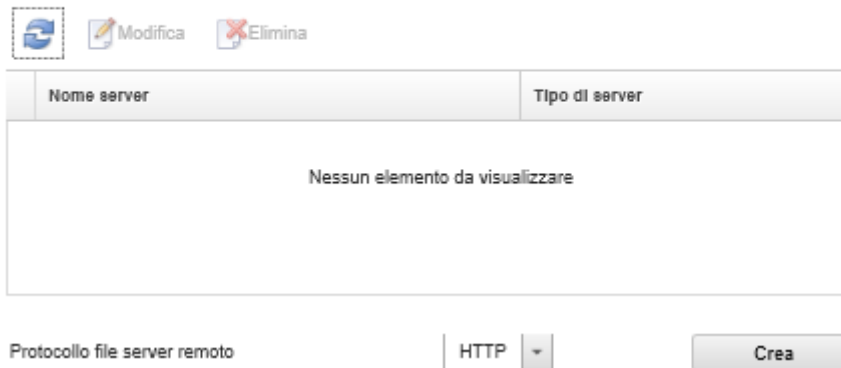 Modifica Elimina
Nome server Tipo di server
Nessun elemento da visualizzare
Protocollo file server remoto HTTP Crea